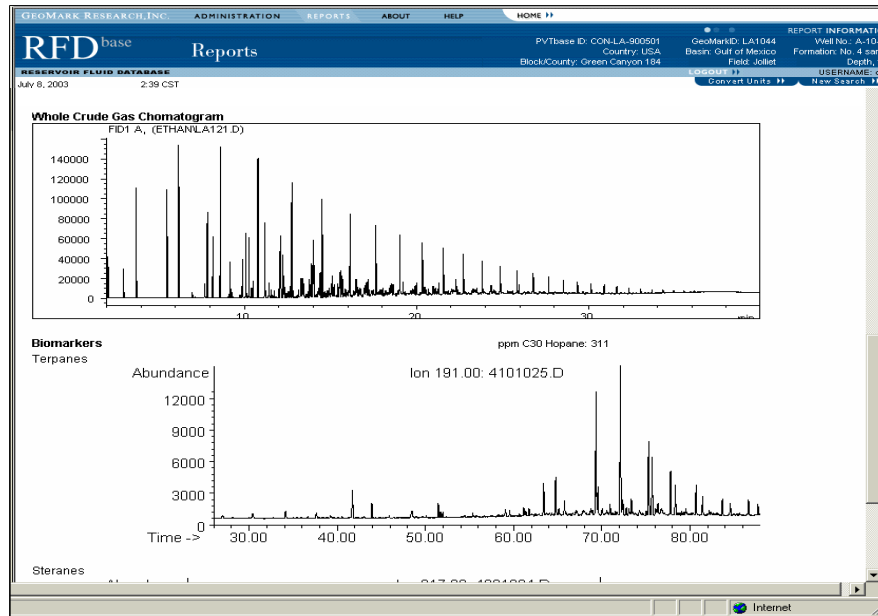 GEOMARK RESEARCH, INC. ADMINISTRATION REPORTS ABOUT HELP HOME
RFDbase Reports
PVTbase ID: CON-LA-900501 GeoMarkID: LA1044 REPORT INFORMATI
Country: USA Basin: Gulf of Mexico Well No.: A-10
Block/County: Green Canyon 184 Field: Jolliet Formation: No. 4 san
Depth,
RESERVOIR FLUID DATABASE LOGOUT USERNAME:
July 8, 2003 2:39 CST Convert Units New Search
Whole Crude Gas Chomatogram
FID1 A, (ETHAN\LA121.D)
140000
120000
100000
80000
60000
40000
20000
0
10 20 30 min
Biomarkers ppm C30 Hopane: 311
Terpanes
Abundance Ion 191.00: 4101025.D
12000
9000
6000
3000
0
Time -> 30.00 40.00 50.00 60.00 70.00 80.00
Steranes
Internet